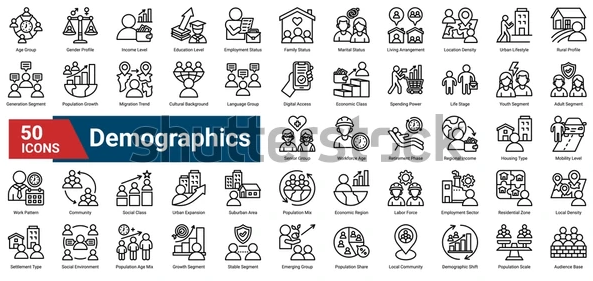 Age Group Gender Profile Income Level Education Level Employment Status Family Status Marital Status Living Arrangement Location Density Urban Lifestyle Rural Profile
Generation Segment Population Growth Migration Trend Cultural Background Language Group Digital Access Economic Class Spending Power Life Stage Youth Segment Adult Segment
50
ICONS
Demographics
shutterstock
Senior Group Workforce Age Retirement Phase Regional Income Housing Type Mobility Level
Work Pattern Community Social Class Urban Expansion Suburban Area Population Mix Economic Region Labor Force Employment Sector Residential Zone Local Density
Settlement Type Social Environment Population Age Mix Growth Segment Stable Segment Emerging Group Population Share Local Community Demographic Shift Population Scale Audience Base